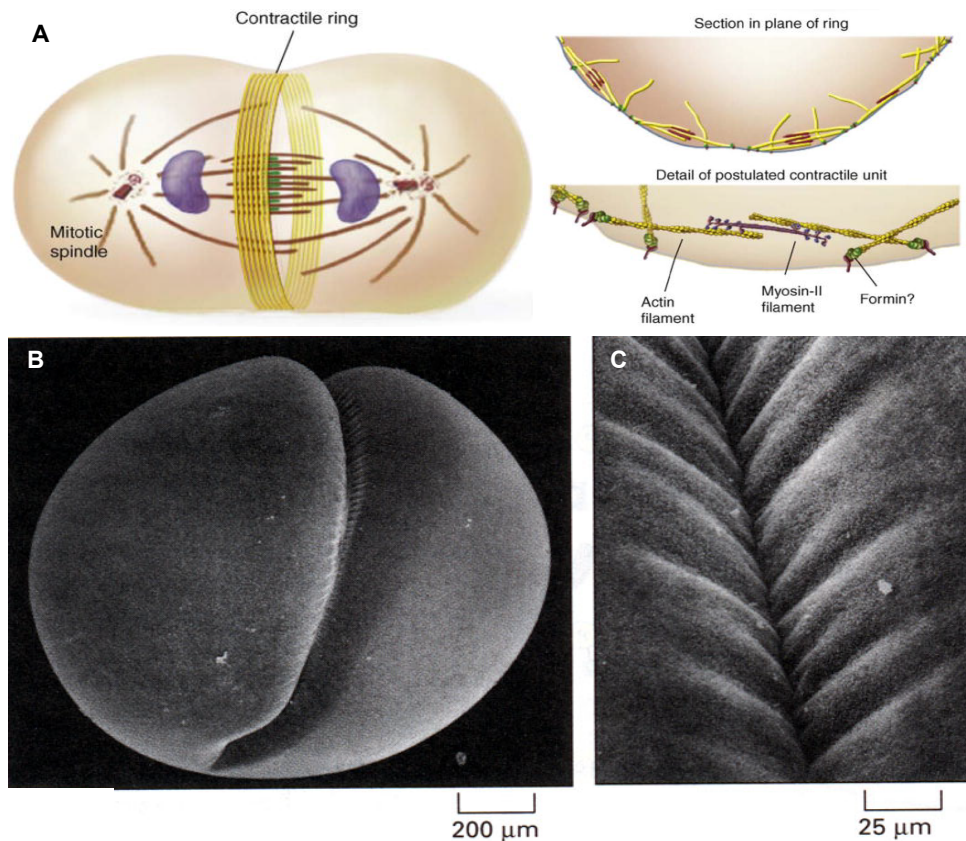 A
Contractile ring
Mitotic
spindle
Section in plane of ring
Detail of postulated contractile unit
Actin
filament
Myosin-II
filament
Formin?
B
200 µm
C
25 µm